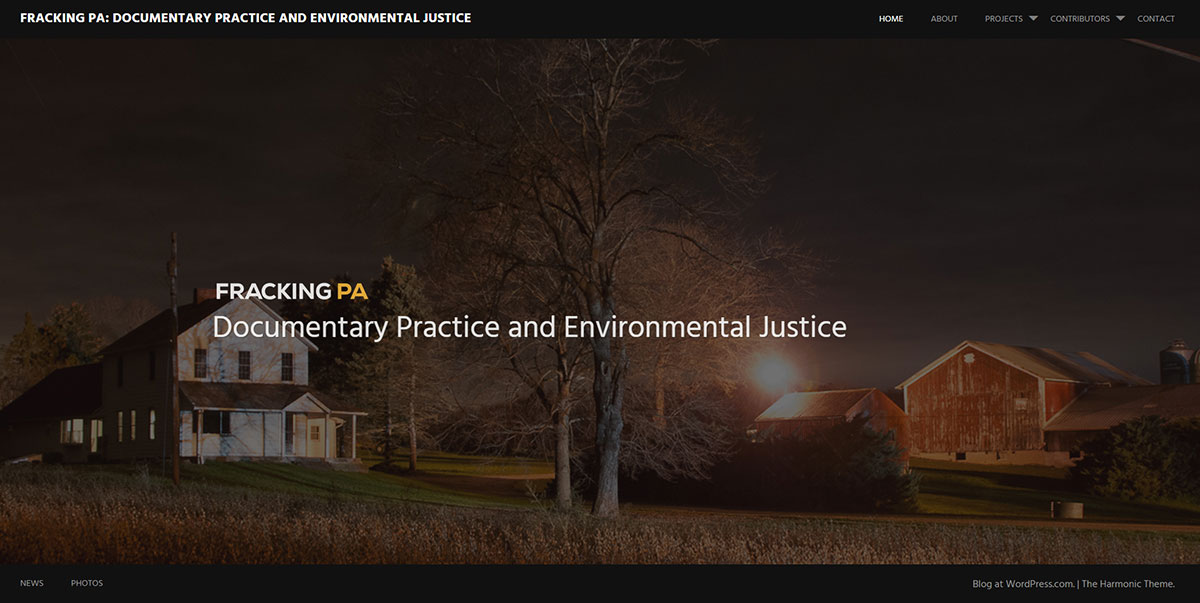 FRACKING PA: DOCUMENTARY PRACTICE AND ENVIRONMENTAL JUSTICE
HOME ABOUT PROJECTS CONTRIBUTORS CONTACT
FRACKING PA
Documentary Practice and Environmental Justice
NEWS PHOTOS
Blog at WordPress.com. | The Harmonic Theme.